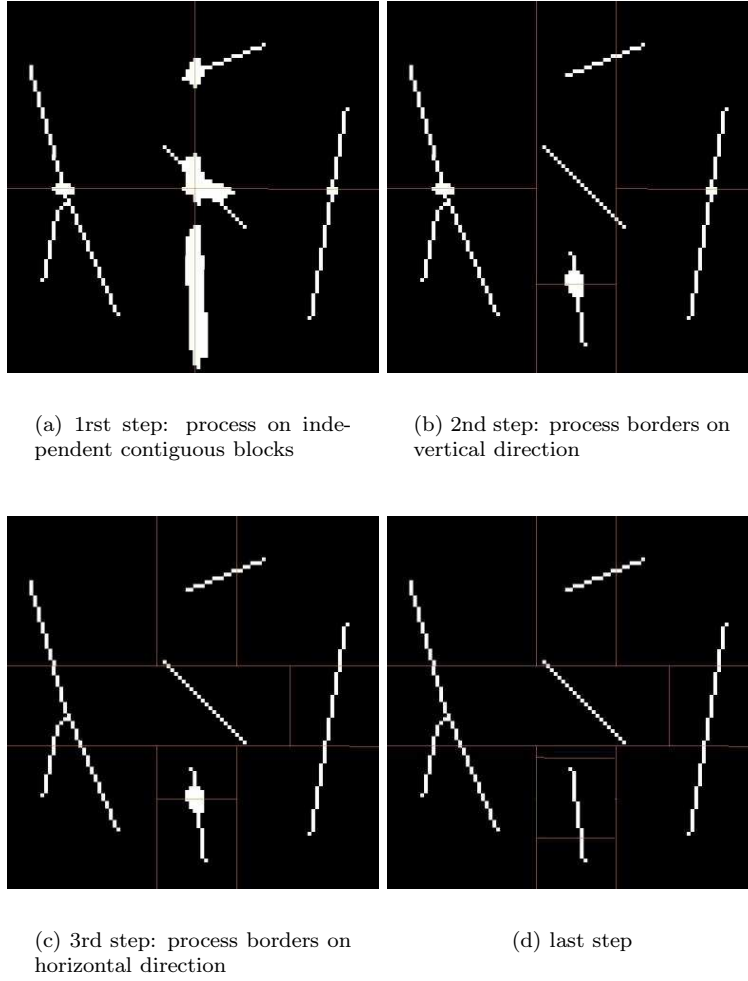 (a) 1rst step: process on inde-
pendent contiguous blocks
(b) 2nd step: process borders on
vertical direction
(c) 3rd step: process borders on
horizontal direction
(d) last step